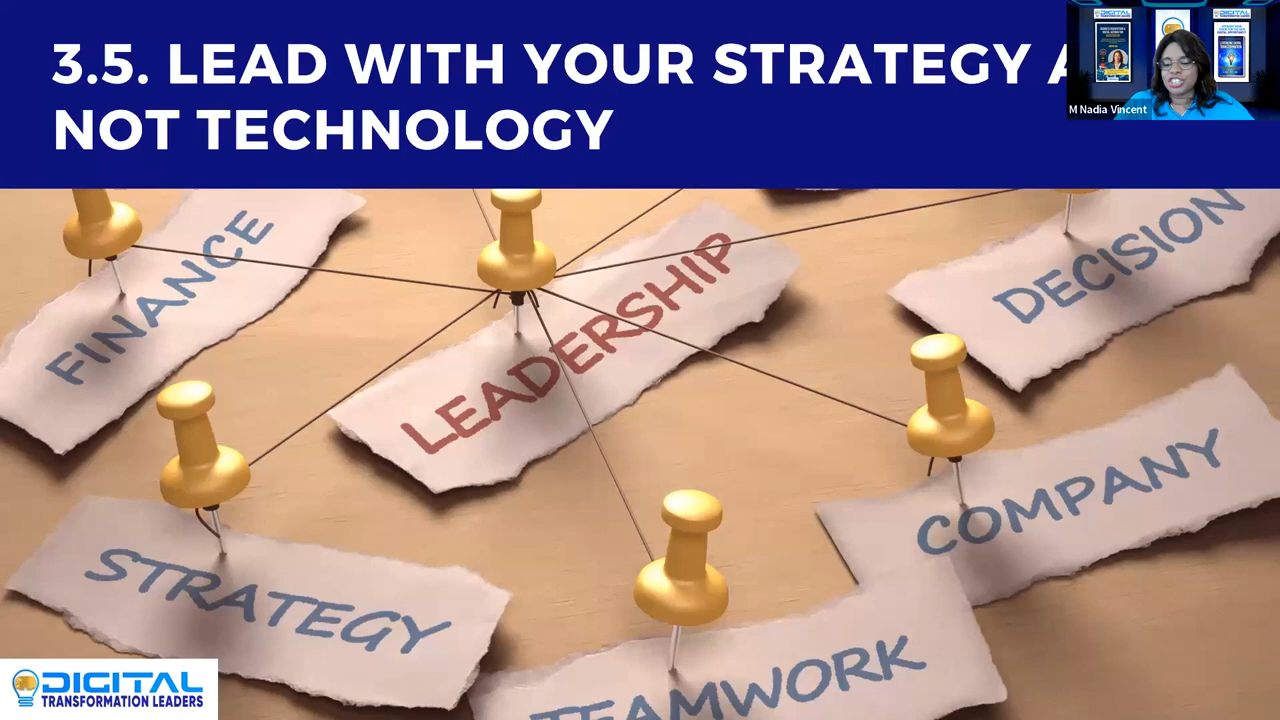 3.5. LEAD WITH YOUR STRATEGY
NOT TECHNOLOGY
M Nadia Vincent
FINANCE
LEADERSHIP
DECISION
STRATEGY
COMPANY
TEAMWORK
DIGITAL
TRANSFORMATION LEADERS